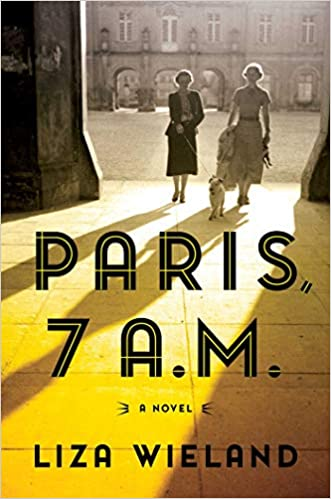 PARIS,
7 A.M.
A NOVEL
LIZA WIELAND